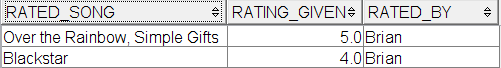 RATED_SONG RATING_GIVEN RATED_BY
Over the Rainbow, Simple Gifts 5.0 Brian
Blackstar 4.0 Brian